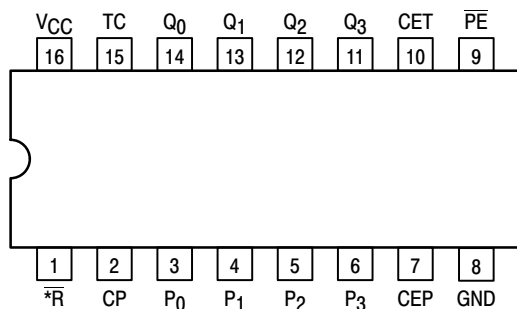 VCC TC Q0 Q1 Q2 Q3 CET PE
16 15 14 13 12 11 10 9
1 2 3 4 5 6 7 8
*R CP P0 P1 P2 P3 CEP GND